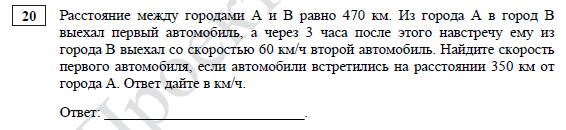 20 Расстояние между городами А и В равно 470 км. Из города А в город В
выехал первый автомобиль, а через 3 часа после этого навстречу ему из
города В выехал со скоростью 60 км/ч второй автомобиль. Найдите скорость
первого автомобиля, если автомобили встретились на расстоянии 350 км от
города А. Ответ дайте в км/ч.
Ответ: ____________________________.
Проект